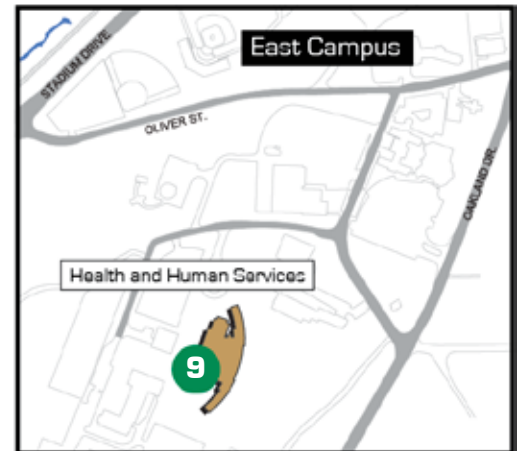 East Campus
STADIUM DRIVE
OLIVER ST.
OAKLAND DR.
Health and Human Services
9